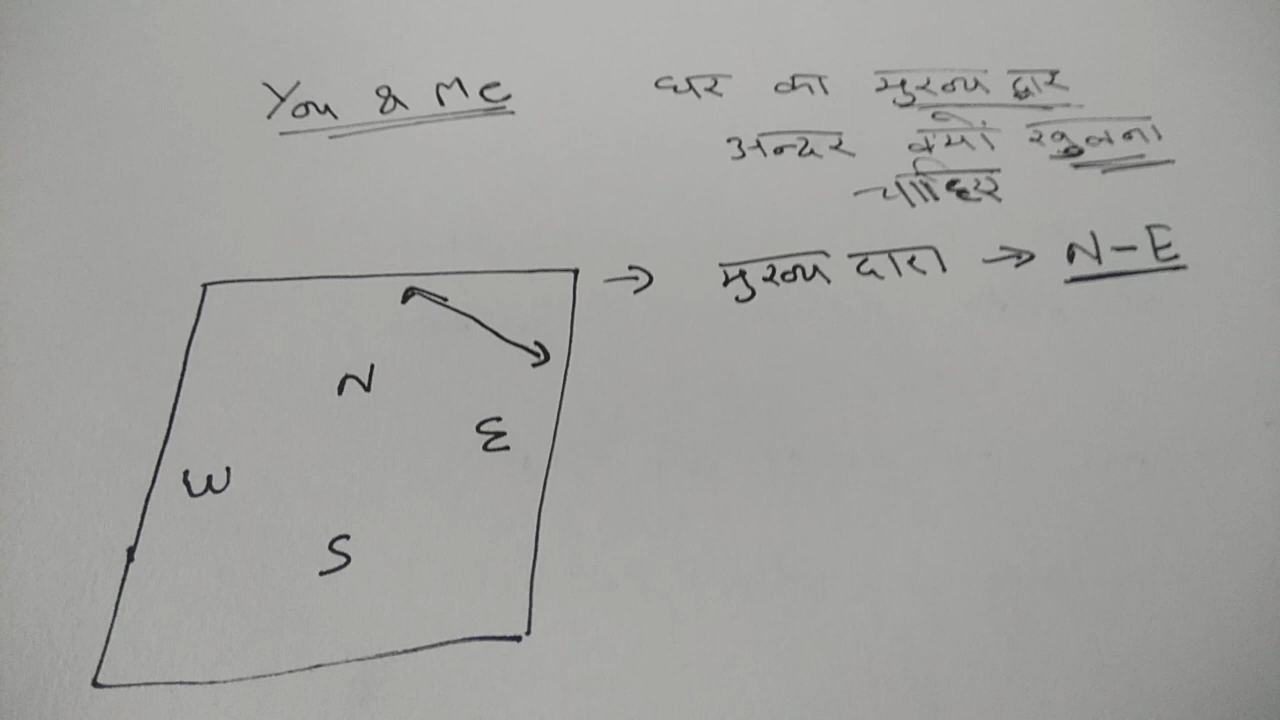 You & Me
घर का मुख्य द्वार
अन्दर क्यों खुलना
चाहिए
→ मुख्य द्वारा → N-E
N
E
W
S